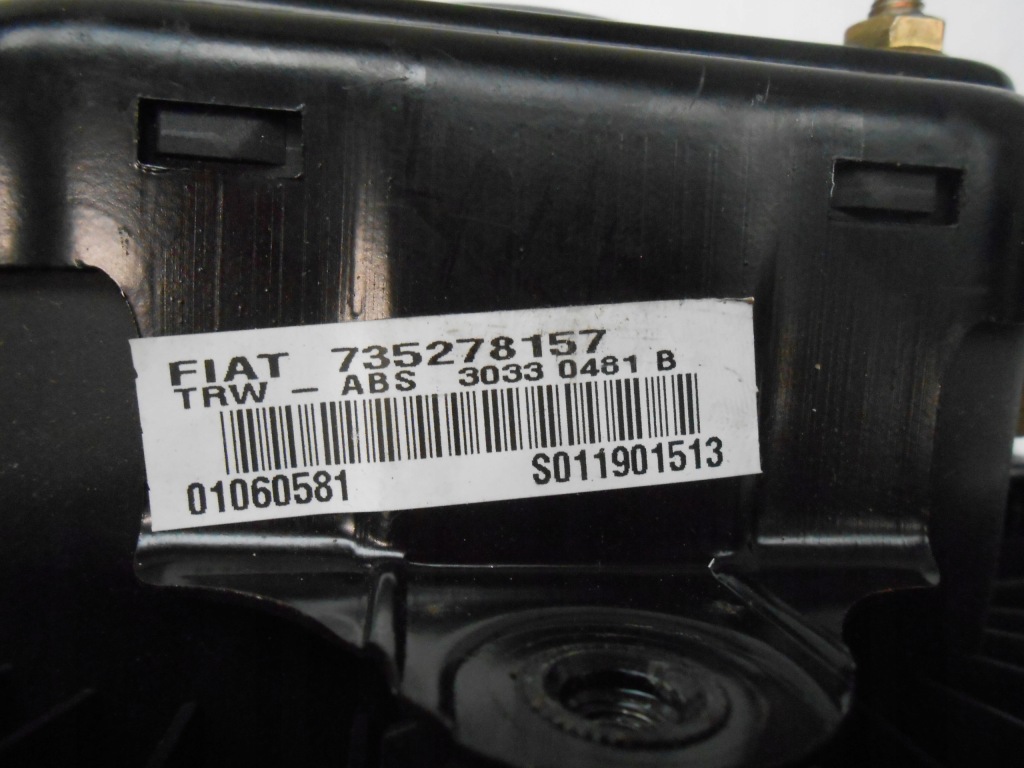 FIAT 735278157
TRW - ABS 3033 0481 B
01060581 S011901513